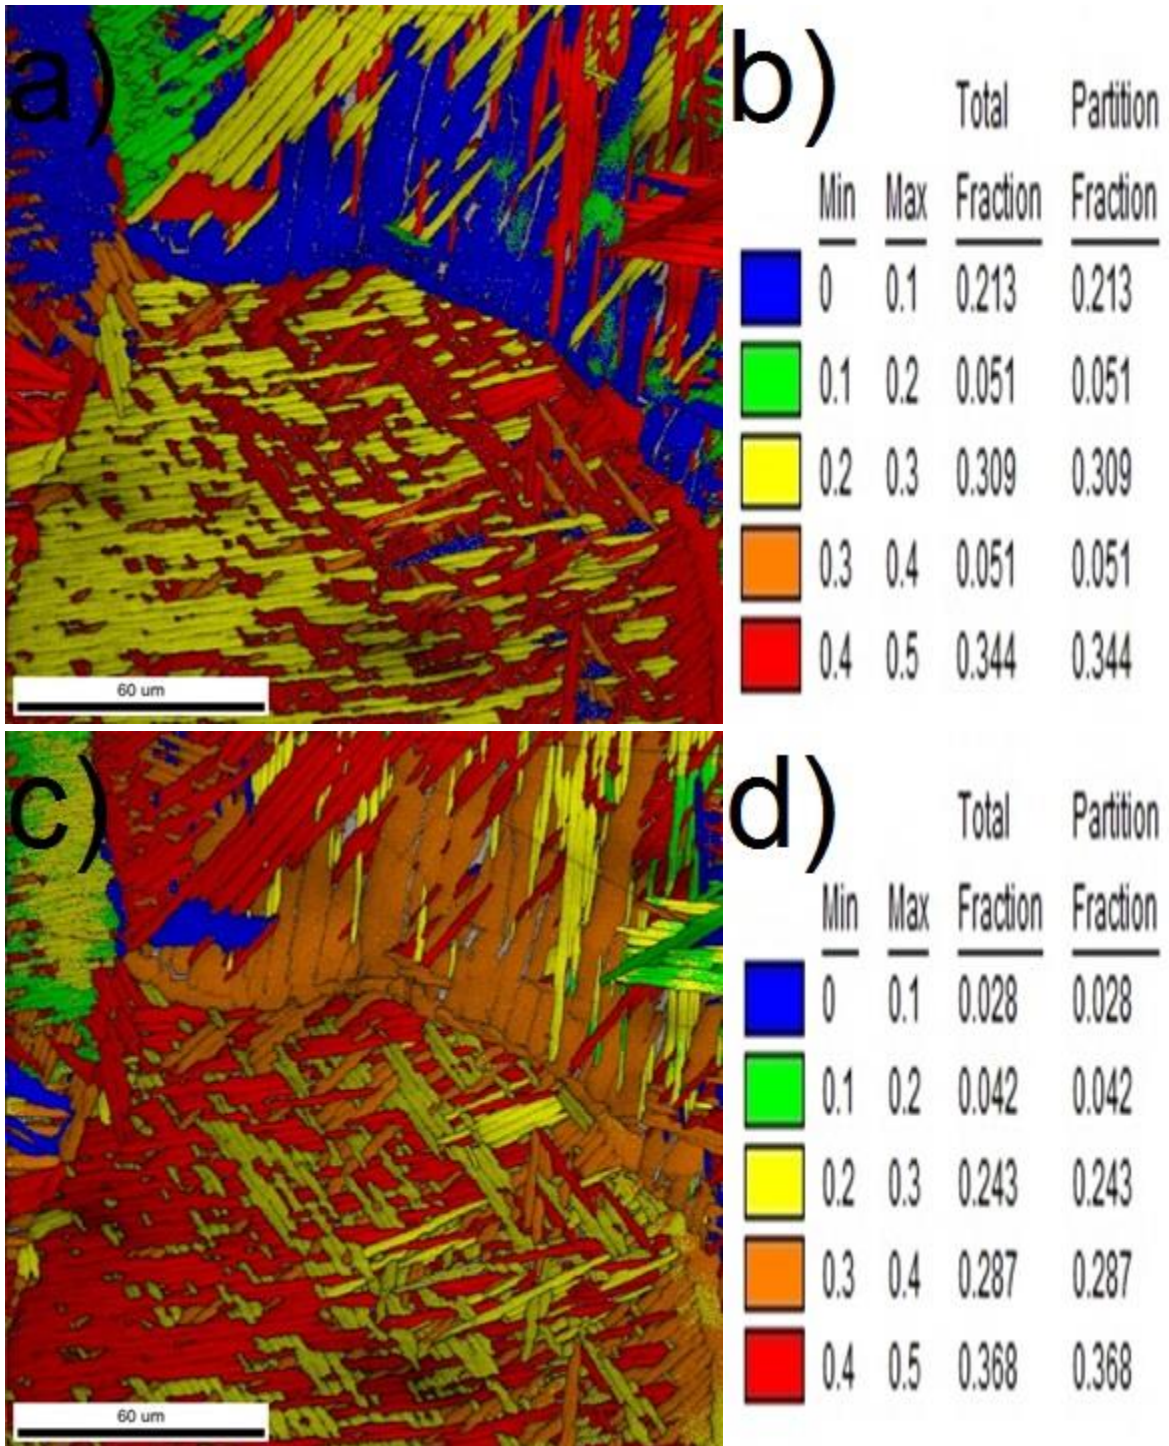 a)
b)
Total Partition
Min Max Fraction Fraction
0 0.1 0.213 0.213
0.1 0.2 0.051 0.051
0.2 0.3 0.309 0.309
0.3 0.4 0.051 0.051
0.4 0.5 0.344 0.344
60 um
c)
d)
Total Partition
Min Max Fraction Fraction
0 0.1 0.028 0.028
0.1 0.2 0.042 0.042
0.2 0.3 0.243 0.243
0.3 0.4 0.287 0.287
0.4 0.5 0.368 0.368
60 um